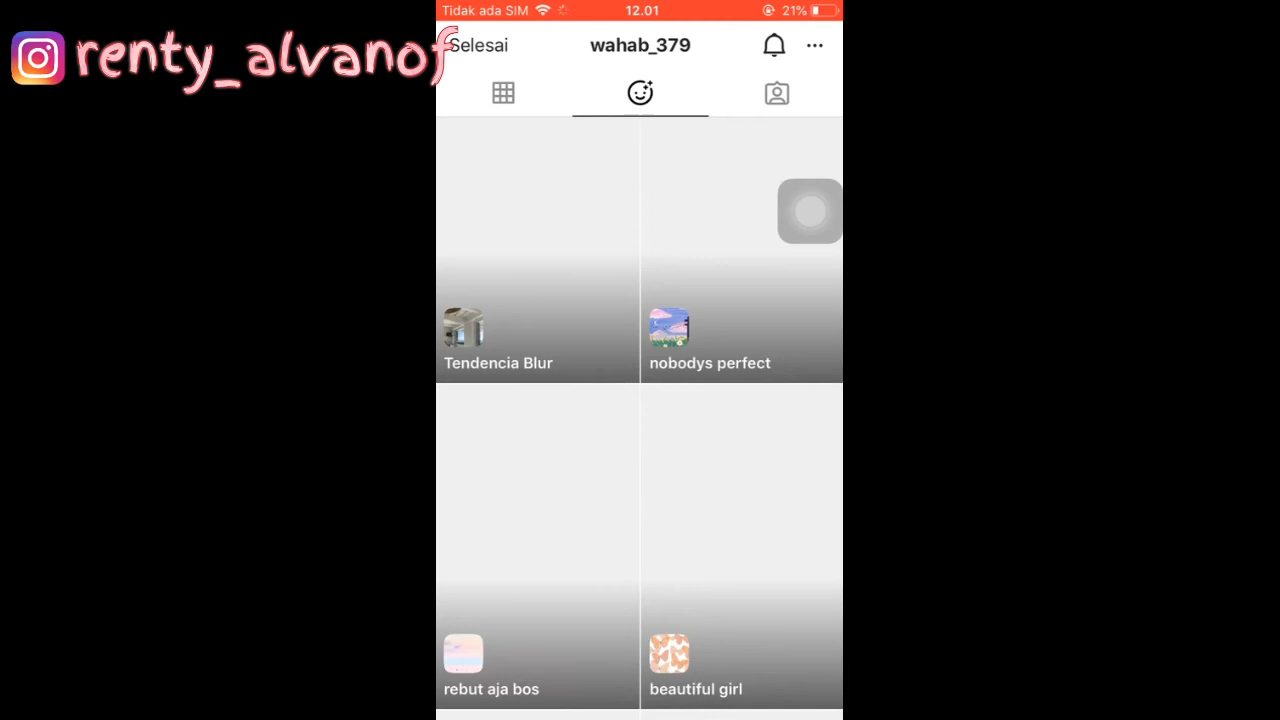 Tidak ada SIM 12.01 21%
renty_alvanof
Selesai wahab_379
Tendencia Blur
nobodys perfect
rebut aja bos
beautiful girl